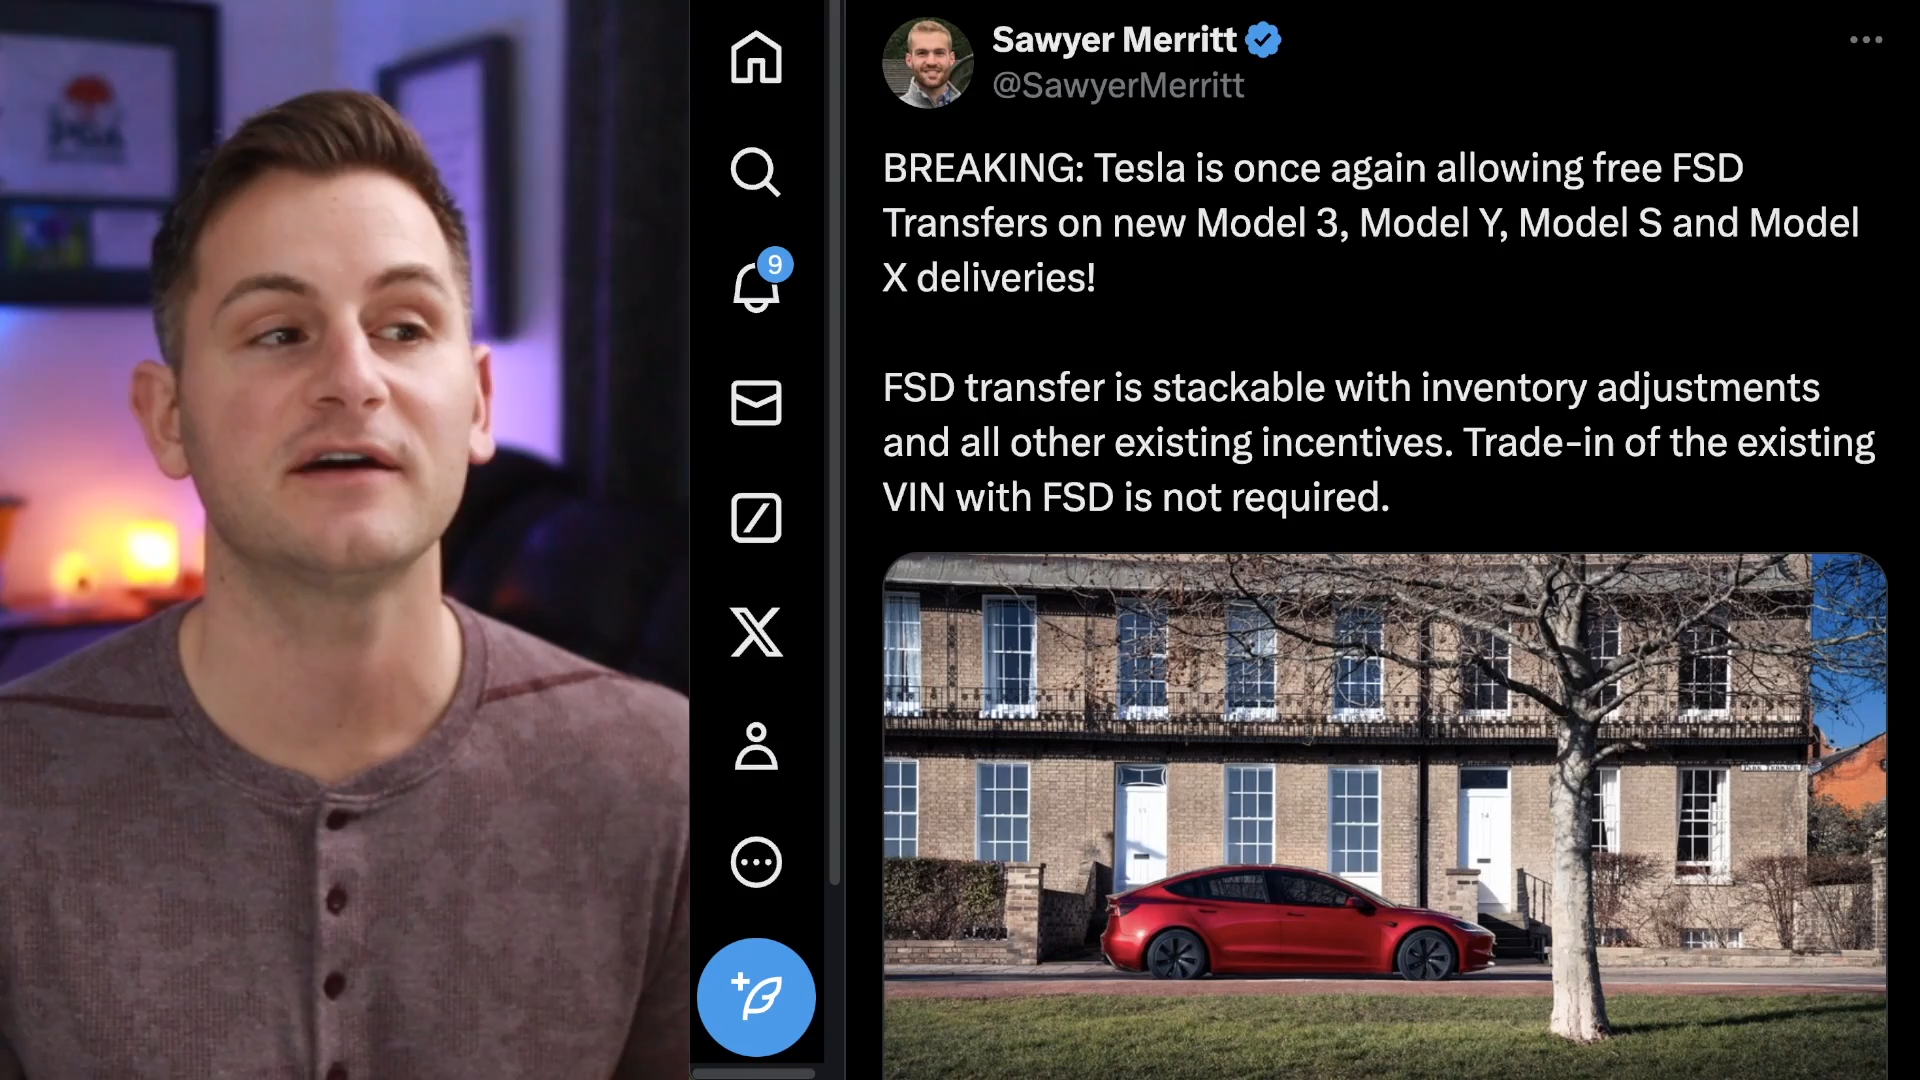 PGA
9
Sawyer Merritt
@SawyerMerritt
BREAKING: Tesla is once again allowing free FSD
Transfers on new Model 3, Model Y, Model S and Model
X deliveries!
FSD transfer is stackable with inventory adjustments
and all other existing incentives. Trade-in of the existing
VIN with FSD is not required.
14